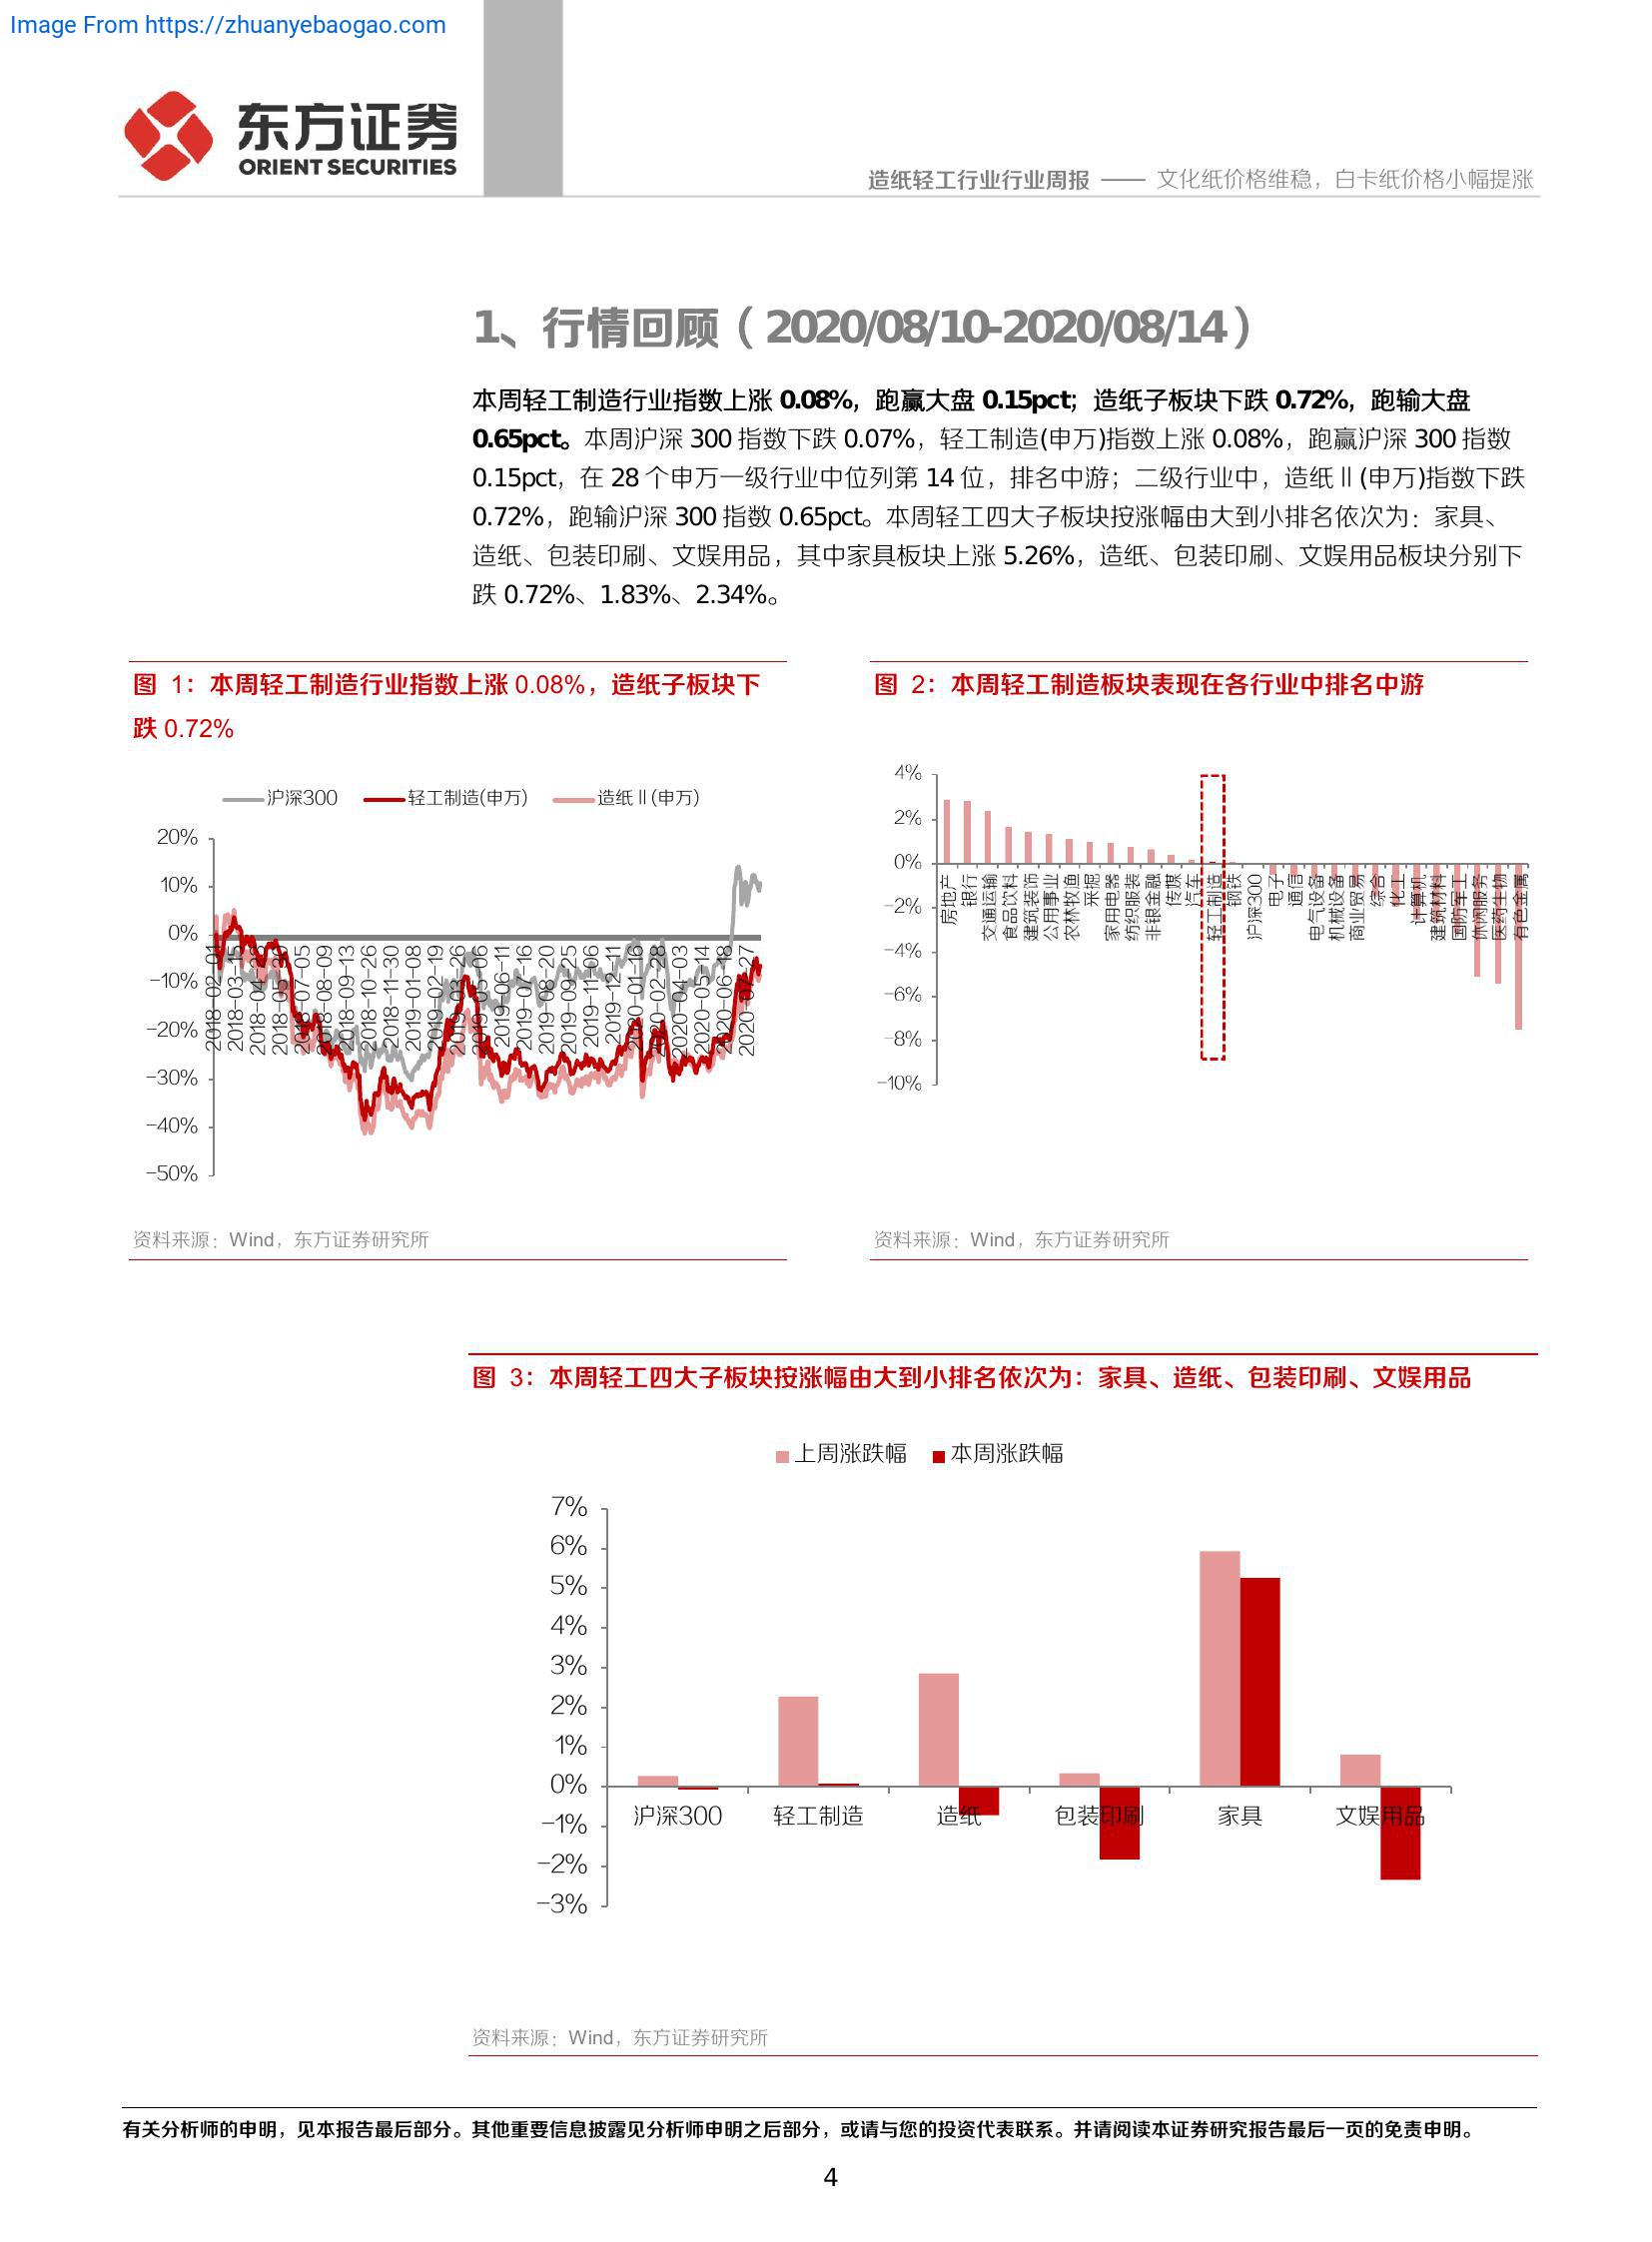 Image From https://zhuanyebaogao.com
东方证券
ORIENT SECURITIES
造纸轻工行业行业周报 —— 文化纸价格维稳，白卡纸价格小幅提涨
1、行情回顾（2020/08/10-2020/08/14）
本周轻工制造行业指数上涨 0.08%，跑赢大盘 0.15pct；造纸子板块下跌 0.72%，跑输大盘
0.65pct。本周沪深 300 指数下跌 0.07%，轻工制造(申万)指数上涨 0.08%，跑赢沪深 300 指数
0.15pct，在 28 个申万一级行业中位列第 14 位，排名中游；二级行业中，造纸Ⅱ(申万)指数下跌
0.72%，跑输沪深 300 指数 0.65pct。本周轻工四大子板块按涨幅由大到小排名依次为：家具、
造纸、包装印刷、文娱用品，其中家具板块上涨 5.26%，造纸、包装印刷、文娱用品板块分别下
跌 0.72%、1.83%、2.34%。
图 1：本周轻工制造行业指数上涨 0.08%，造纸子板块下
跌 0.72%
沪深300 轻工制造(申万) 造纸Ⅱ(申万)
20%
10%
0%
-10%
-20%
-30%
-40%
-50%
2018-02-01
2018-03-15
2018-07-05
2018-08-09
2018-09-13
2018-10-26
2018-11-30
2019-01-08
2019-02-19
2019-03-26
2019-05-06
2019-06-11
2019-07-16
2019-08-20
2019-09-25
2019-11-06
2019-12-11
2020-01-16
2020-02-28
2020-04-03
2020-05-14
2020-06-18
2020-07-27
资料来源：Wind，东方证券研究所
图 2：本周轻工制造板块表现在各行业中排名中游
4%
2%
0%
-2%
-4%
-6%
-8%
-10%
房地产
银行
交通运输
食品饮料
建筑装饰
公用事业
农林牧渔
采掘
家用电器
纺织服装
非银金融
传媒
汽车
轻工制造
钢铁
沪深300
电子
通信
电气设备
机械设备
商业贸易
综合
化工
计算机
建筑材料
国防军工
休闲服务
医药生物
有色金属
资料来源：Wind，东方证券研究所
图 3：本周轻工四大子板块按涨幅由大到小排名依次为：家具、造纸、包装印刷、文娱用品
上周涨跌幅 本周涨跌幅
7%
6%
5%
4%
3%
2%
1%
0%
-1%
-2%
-3%
沪深300 轻工制造 造纸 包装印刷 家具 文娱用品
资料来源：Wind，东方证券研究所
有关分析师的申明，见本报告最后部分。其他重要信息披露见分析师申明之后部分，或请与您的投资代表联系。并请阅读本证券研究报告最后一页的免责申明。
4